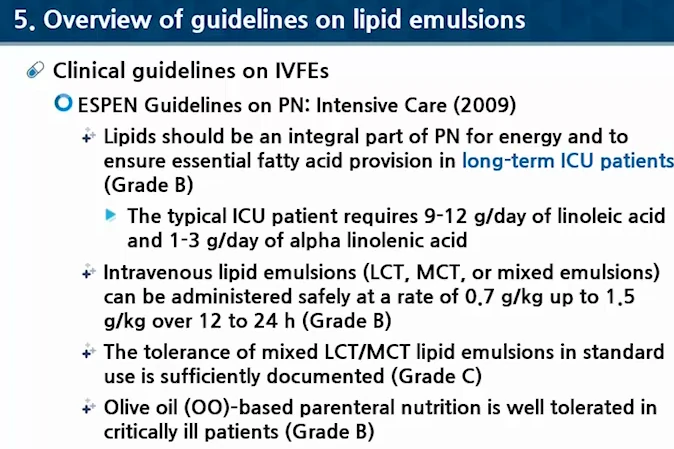 5. Overview of guidelines on lipid emulsions
Clinical guidelines on IVFEs
ESPEN Guidelines on PN: Intensive Care (2009)
Lipids should be an integral part of PN for energy and to
ensure essential fatty acid provision in long-term ICU patients
(Grade B)
The typical ICU patient requires 9-12 g/day of linoleic acid
and 1-3 g/day of alpha linolenic acid
Intravenous lipid emulsions (LCT, MCT, or mixed emulsions)
can be administered safely at a rate of 0.7 g/kg up to 1.5
g/kg over 12 to 24 h (Grade B)
The tolerance of mixed LCT/MCT lipid emulsions in standard
use is sufficiently documented (Grade C)
Olive oil (OO)-based parenteral nutrition is well tolerated in
critically ill patients (Grade B)